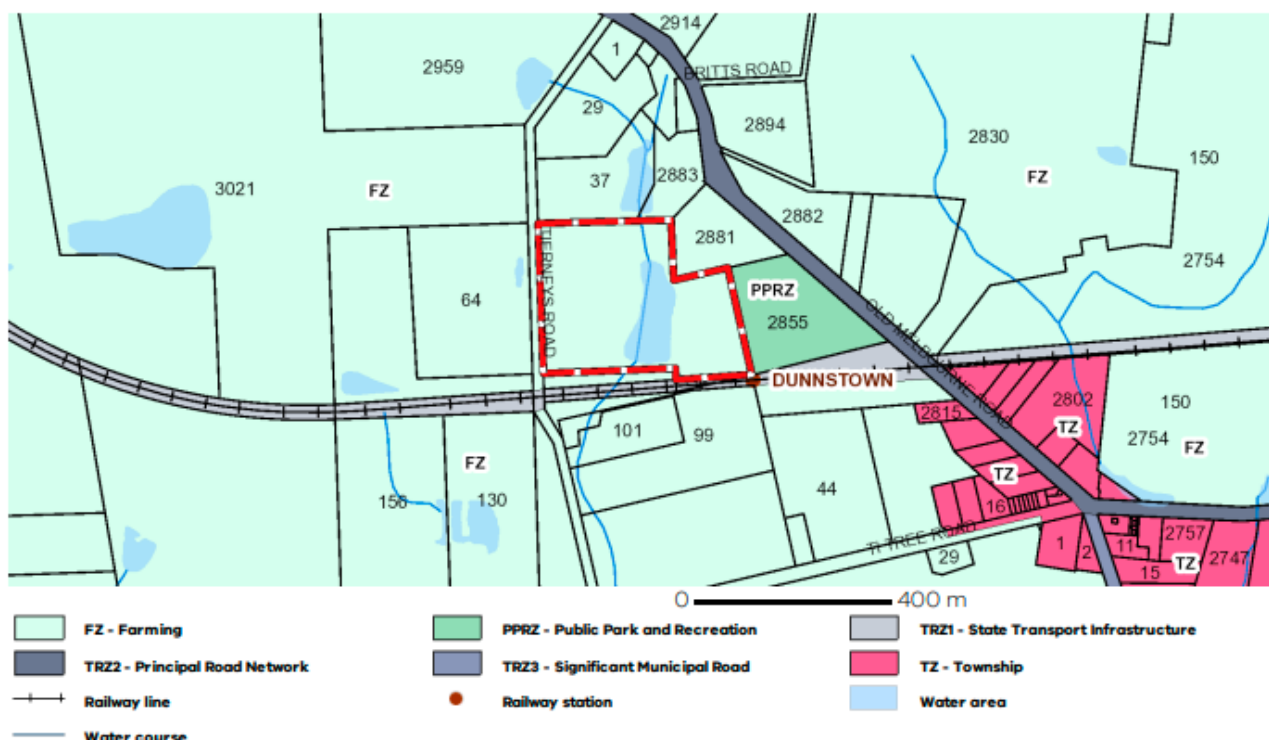 2914
1
BRITTS ROAD
2959
29
2894
2830
150
3021
FZ
37
2883
FZ
2882
2881
TIERNEYS ROAD
2754
64
PPRZ
2855
OLD MELBOURNE ROAD
DUNNSTOWN
2815
2802
150
TZ
2754
FZ
101
99
FZ
TZ
156
130
44
16
TI TREE ROAD
29
1
2
11
2757
15
TZ
2747
0 400 m
FZ - Farming
PPRZ - Public Park and Recreation
TRZ1 - State Transport Infrastructure
TRZ2 - Principal Road Network
TRZ3 - Significant Municipal Road
TZ - Township
Railway line
Railway station
Water area
Water course